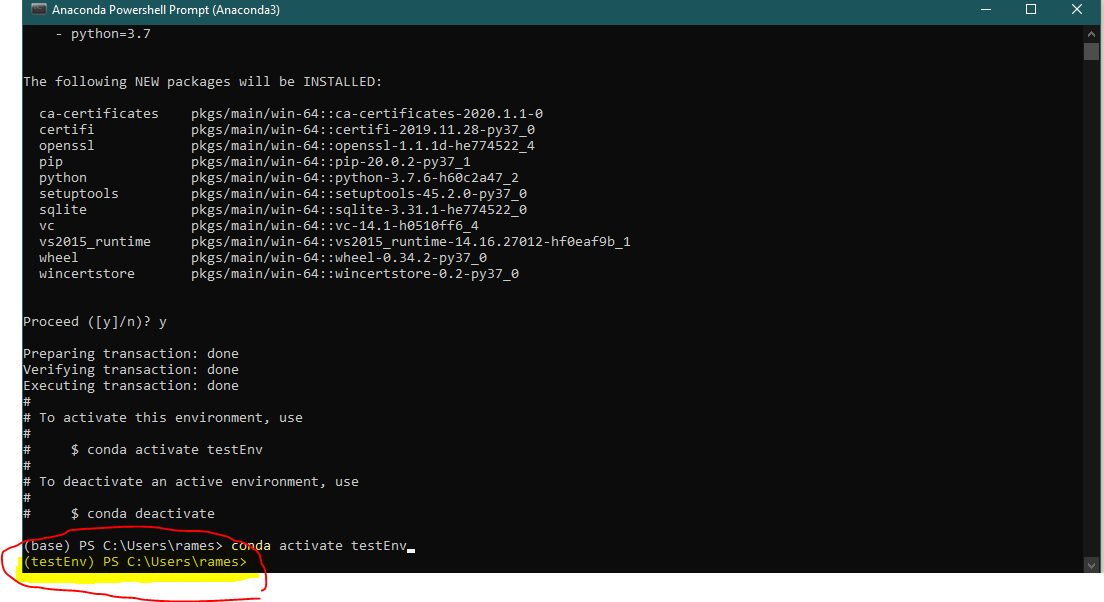 Anaconda Powershell Prompt (Anaconda3)
- python=3.7
The following NEW packages will be INSTALLED:
ca-certificates pkgs/main/win-64::ca-certificates-2020.1.1-0
certifi pkgs/main/win-64::certifi-2019.11.28-py37_0
openssl pkgs/main/win-64::openssl-1.1.1d-he774522_4
pip pkgs/main/win-64::pip-20.0.2-py37_1
python pkgs/main/win-64::python-3.7.6-h60c2a47_2
setuptools pkgs/main/win-64::setuptools-45.2.0-py37_0
sqlite pkgs/main/win-64::sqlite-3.31.1-he774522_0
vc pkgs/main/win-64::vc-14.1-h0510ff6_4
vs2015_runtime pkgs/main/win-64::vs2015_runtime-14.16.27012-hf0eaf9b_1
wheel pkgs/main/win-64::wheel-0.34.2-py37_0
wincertstore pkgs/main/win-64::wincertstore-0.2-py37_0
Proceed ([y]/n)? y
Preparing transaction: done
Verifying transaction: done
Executing transaction: done
#
# To activate this environment, use
#
#     $ conda activate testEnv
#
# To deactivate an active environment, use
#
#     $ conda deactivate
(base) PS C:\Users\rames> conda activate testEnv
(testEnv) PS C:\Users\rames>